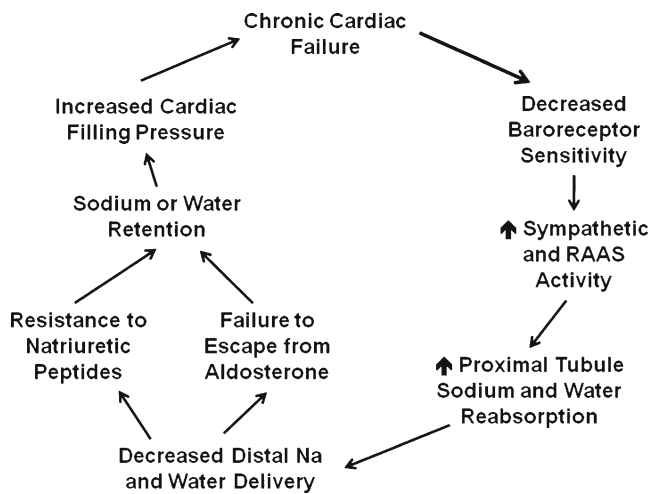 Chronic Cardiac
Failure
Decreased
Baroreceptor
Sensitivity
🡅 Sympathetic
and RAAS
Activity
🡅 Proximal Tubule
Sodium and Water
Reabsorption
Decreased Distal Na
and Water Delivery
Resistance to
Natriuretic
Peptides
Failure to
Escape from
Aldosterone
Sodium or Water
Retention
Increased Cardiac
Filling Pressure